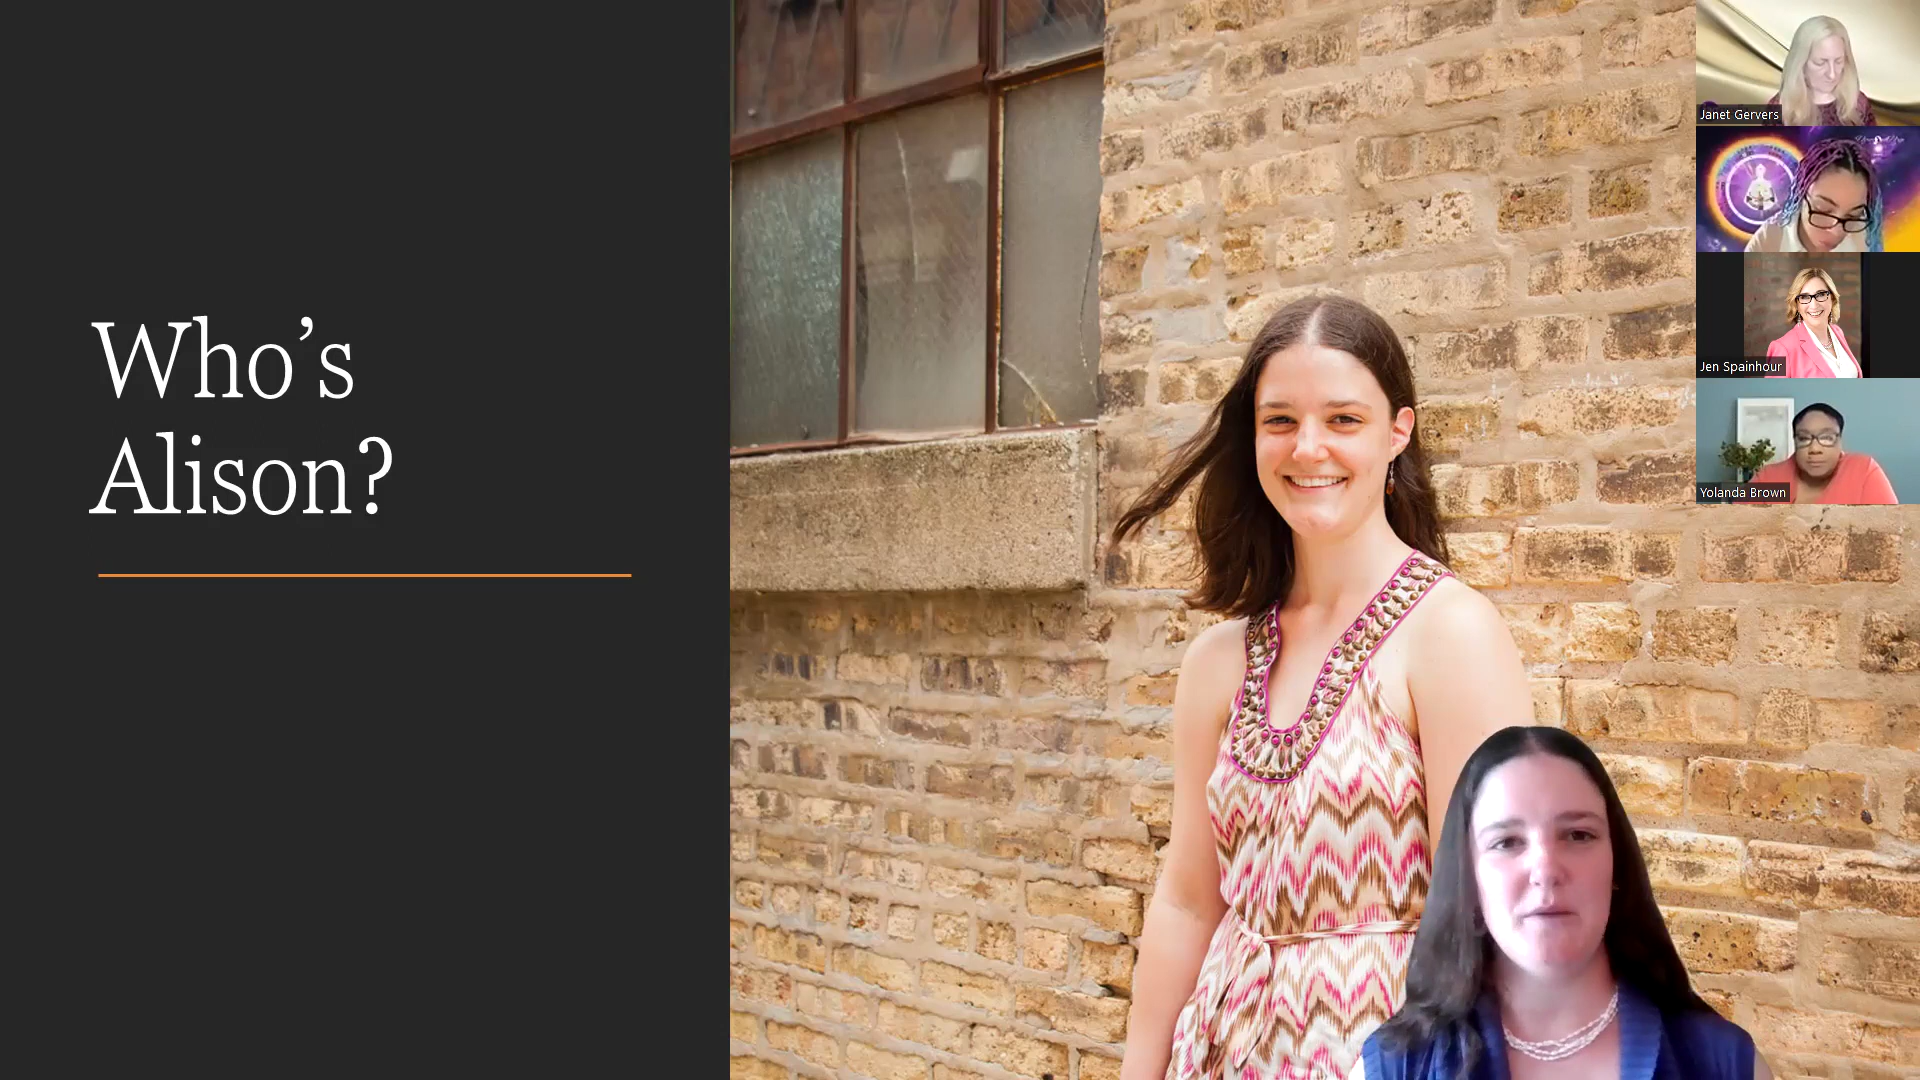 Who’s
Alison?
Janet Gervers
Jen Spainhour
Yolanda Brown